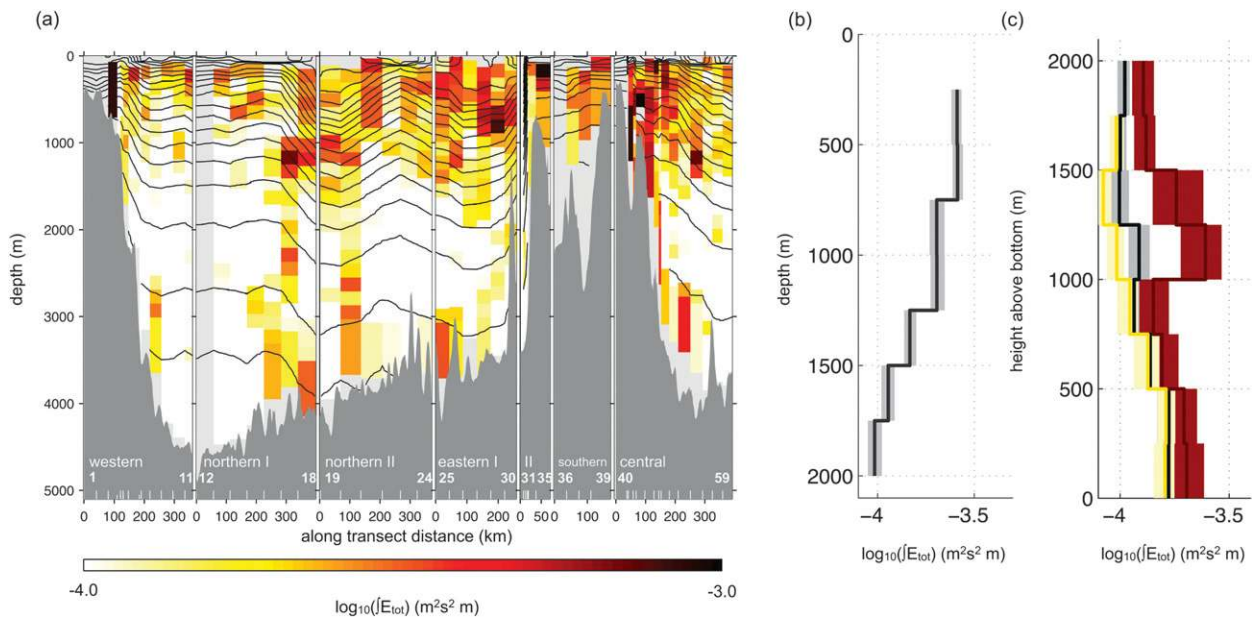 (a)
0
1000
2000
3000
4000
5000
depth (m)
western
northern I
northern II
eastern I
II
southern
central
1 11 12 18 19 24 25 30 31 35 36 39 40 59
0 100 200 300 0 100 200 300 0 100 200 300 0 100 200 0 50 0 100 0 100 200 300
along transect distance (km)
-4.0 -3.0
log10(∫Etot) (m²s² m)
(b)
0
500
1000
1500
2000
depth (m)
−4 −3.5
log10(∫Etot) (m²s² m)
(c)
2000
1500
1000
500
0
height above bottom (m)
−4 −3.5
log10(∫Etot) (m²s² m)